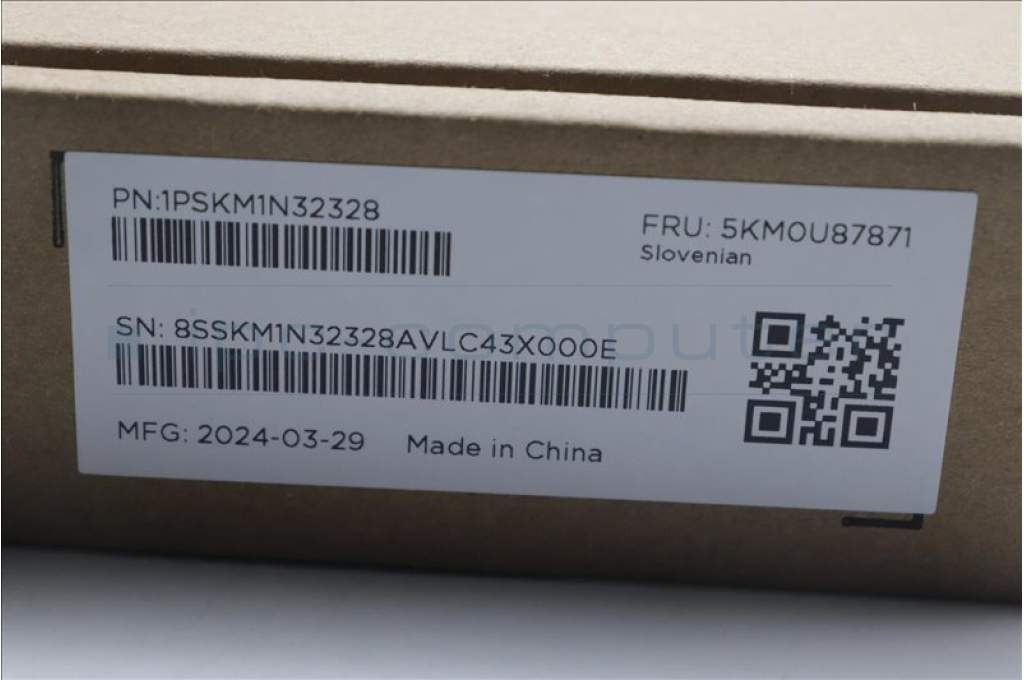 PN:1PSKM1N32328
FRU: 5KM0U87871
Slovenian
SN: 8SSKM1N32328AVLC43X000E
MFG: 2024-03-29 Made in China